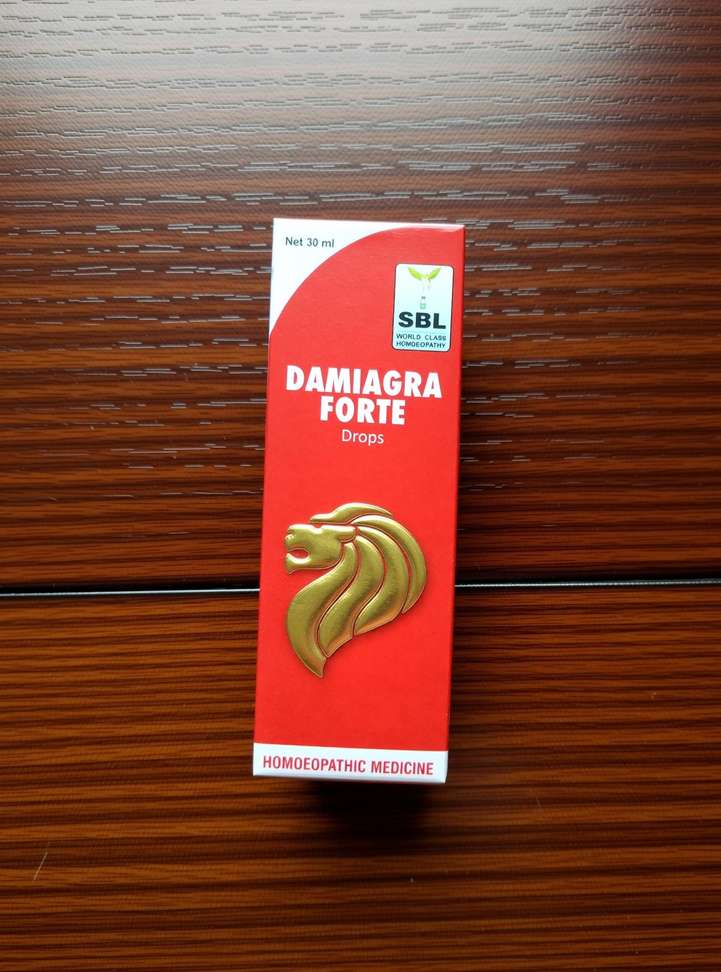 Net 30 ml
SBL
WORLD CLASS
HOMOEOPATHY
DAMIAGRA
FORTE
Drops
HOMOEOPATHIC MEDICINE